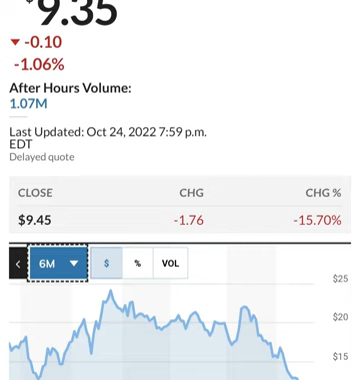 $9.35
-0.10
-1.06%
After Hours Volume:
1.07M
Last Updated: Oct 24, 2022 7:59 p.m.
EDT
Delayed quote
CLOSE CHG CHG %
$9.45 -1.76 -15.70%
6M $ % VOL
$25
$20
$15